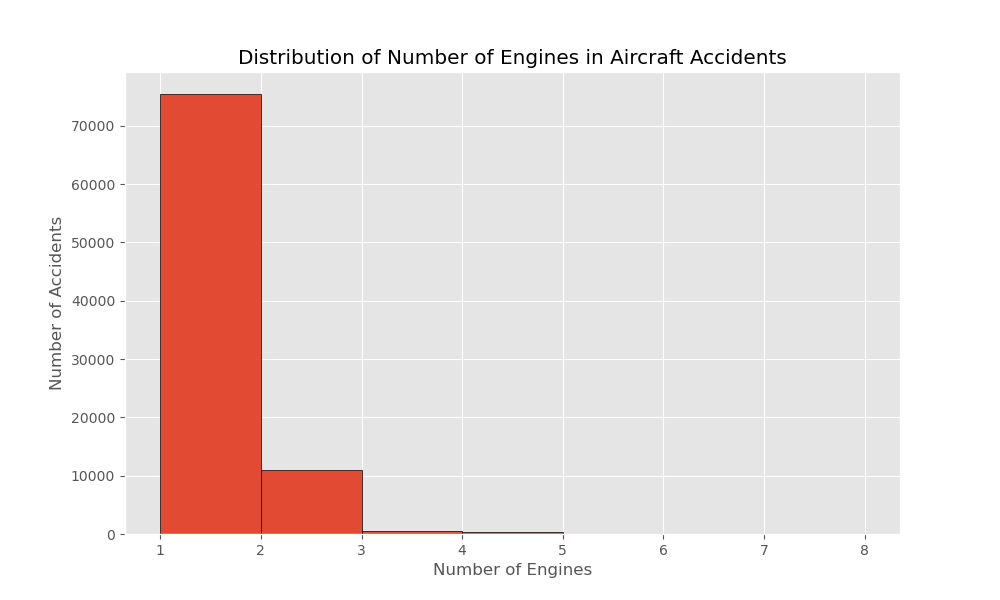 Distribution of Number of Engines in Aircraft Accidents
70000
60000
50000
40000
30000
20000
10000
0
Number of Accidents
1 2 3 4 5 6 7 8
Number of Engines